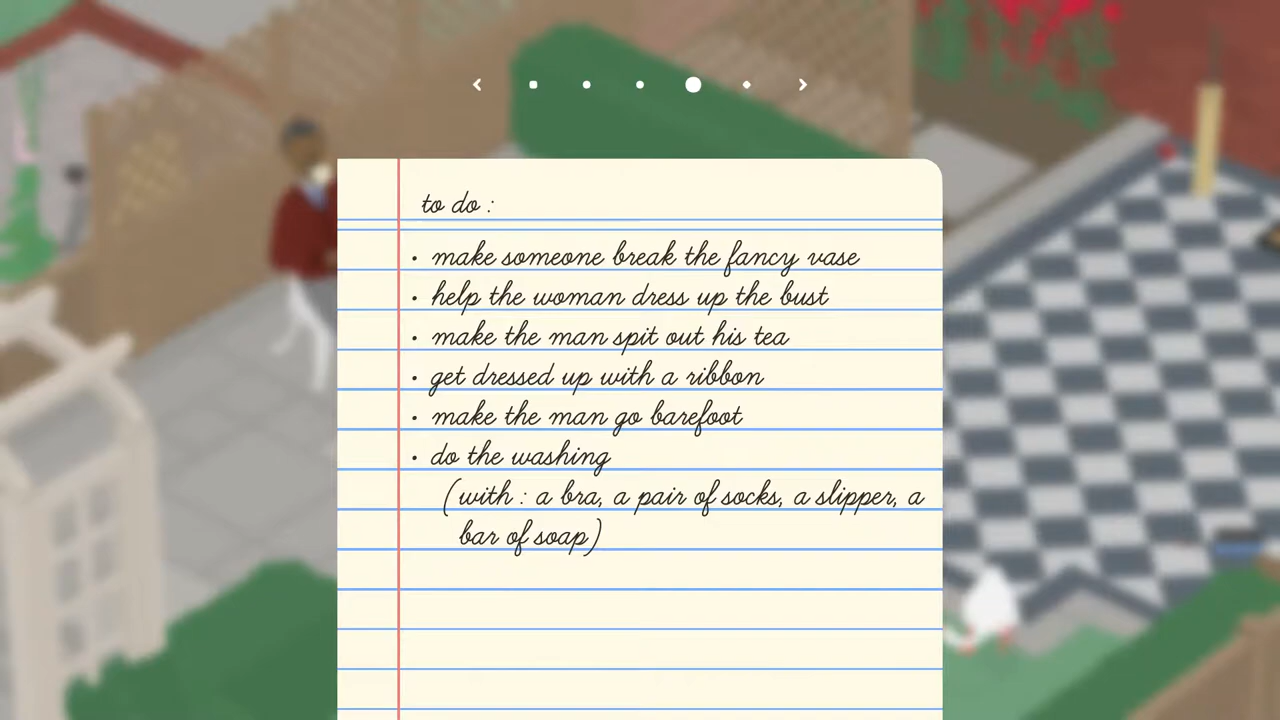 to do :
• make someone break the fancy vase
• help the woman dress up the bust
• make the man spit out his tea
• get dressed up with a ribbon
• make the man go barefoot
• do the washing
(with : a bra, a pair of socks, a slipper, a
bar of soap)